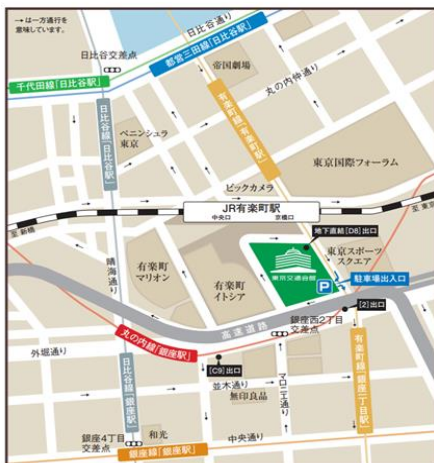 →は一方通行を
意味しています。
日比谷通り
日比谷交差点
都営三田線「日比谷駅」
千代田線「日比谷駅」
帝国劇場
丸の内仲通り
日比谷線「日比谷駅」
有楽町線「有楽町駅」
ペニンシュラ
東京
東京国際フォーラム
ビックカメラ
JR有楽町駅
中央口
京橋口
至 新橋
至 東京
地下直結[D8]出口
東京スポーツ
スクエア
晴海通り
有楽町
マリオン
有楽町
イトシア
東京交通会館
P
駐車場出入口
[2]出口
高速道路
銀座西2丁目
交差点
丸の内線「銀座駅」
外堀通り
[C9]出口
日比谷線「銀座駅」
並木通り
無印良品
マロニエ通り
有楽町線「銀座一丁目駅」
銀座4丁目
交差点
和光
中央通り
銀座線「銀座駅」